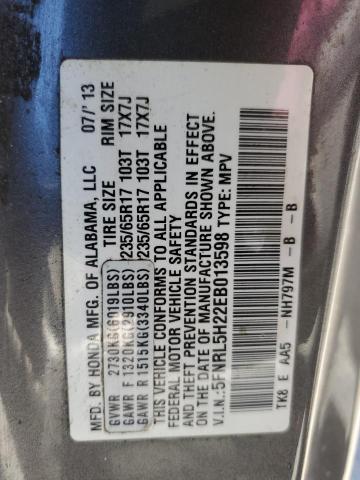 MFD. BY HONDA MFG. OF ALABAMA, LLC 07/'13
TIRE SIZE RIM SIZE
GVWR 2730KG(6019LBS)
GAWR F 1320KG(2910LBS) 235/65R17 103T 17X7J
GAWR R 1515KG(3340LBS) 235/65R17 103T 17X7J
THIS VEHICLE CONFORMS TO ALL APPLICABLE
FEDERAL MOTOR VEHICLE SAFETY
AND THEFT PREVENTION STANDARDS IN EFFECT
ON THE DATE OF MANUFACTURE SHOWN ABOVE.
V.I.N.:5FNRL5H22EB013598 TYPE: MPV
TK8 E AA5 -NH797M -B -B